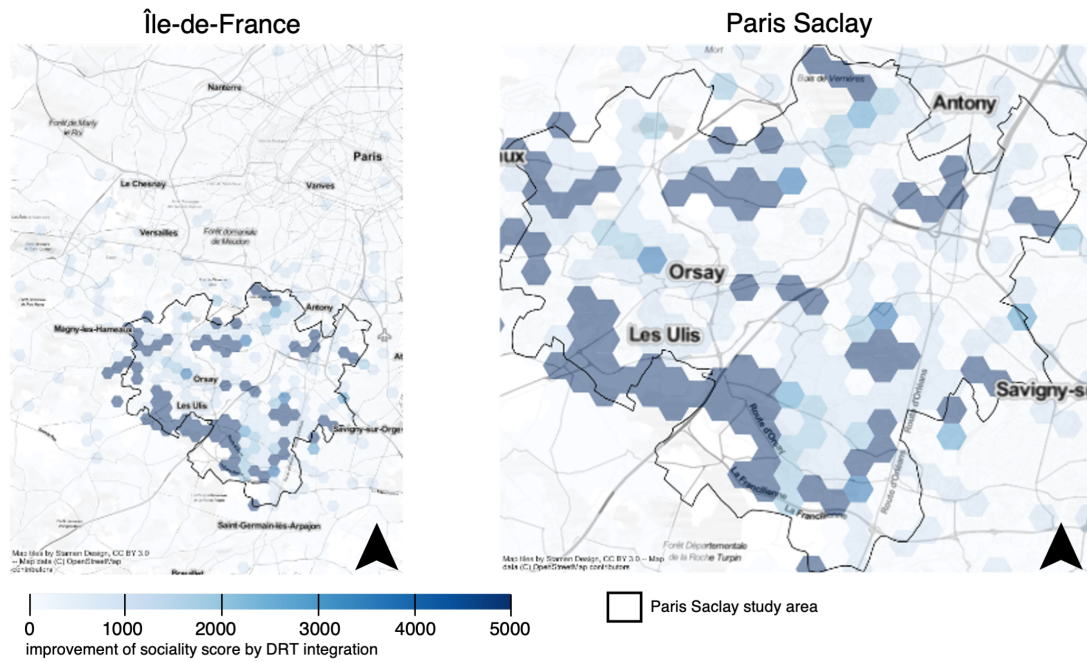 Île-de-France
Paris Saclay
Nanterre
Forêt de Marly
le Roi
Paris
Le Chesnay
Vanves
Versailles
Forêt domaniale
de Meudon
Antony
Magny-les-Hameaux
Orsay
Les Ulis
Savigny-sur-Orge
Saint-Germain-lès-Arpajon
Map tiles by Stamen Design, CC BY 3.0
-- Map data (C) OpenStreetMap
contributors
Mort
Bois de Verrières
Antony
aux
Orsay
Les Ulis
Savigny-s
Route d'Orsay
Route d'Orléans
Route d'Orléans
La Francilienne
La Francilienne
Forêt Départementale
de la Roche Turpin
Map tiles by Stamen Design, CC BY 3.0 -- Map
data (C) OpenStreetMap contributors
0 1000 2000 3000 4000 5000
improvement of sociality score by DRT integration
Paris Saclay study area